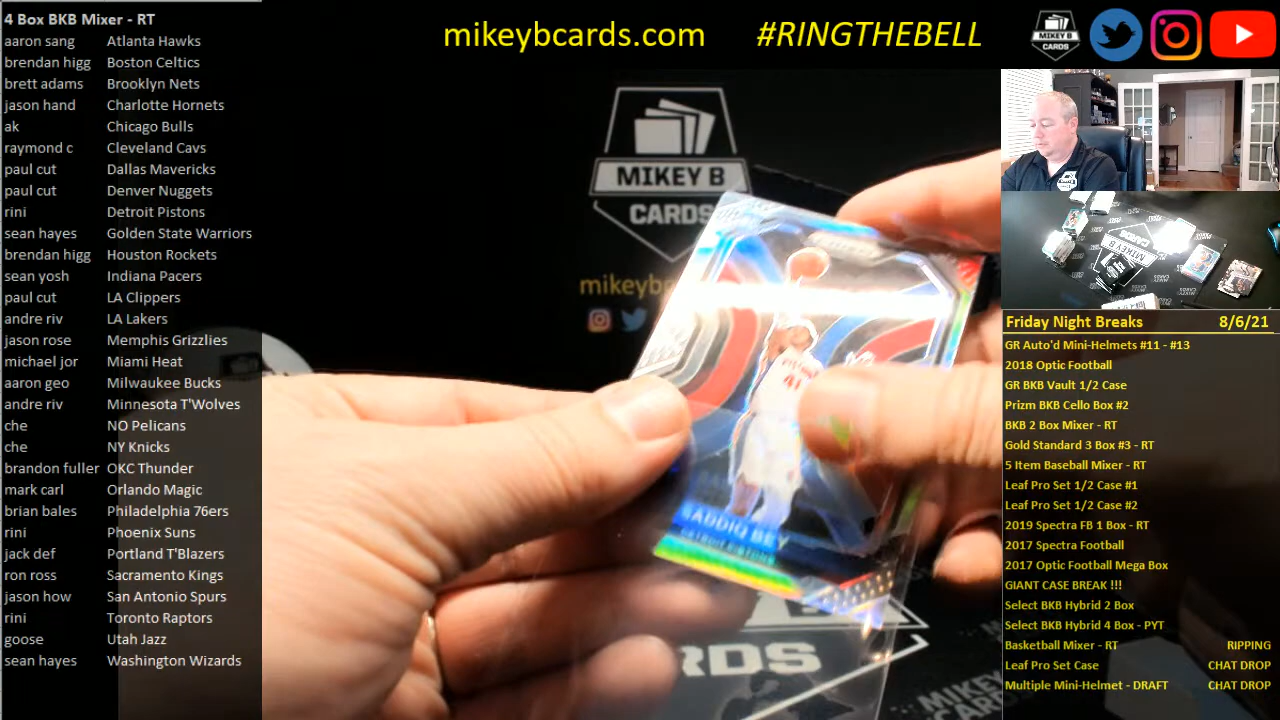 4 Box BKB Mixer - RT
aaron sang Atlanta Hawks
brendan higg Boston Celtics
brett adams Brooklyn Nets
jason hand Charlotte Hornets
ak Chicago Bulls
raymond c Cleveland Cavs
paul cut Dallas Mavericks
paul cut Denver Nuggets
rini Detroit Pistons
sean hayes Golden State Warriors
brendan higg Houston Rockets
sean yosh Indiana Pacers
paul cut LA Clippers
andre riv LA Lakers
jason rose Memphis Grizzlies
michael jor Miami Heat
aaron geo Milwaukee Bucks
andre riv Minnesota T'Wolves
che NO Pelicans
che NY Knicks
brandon fuller OKC Thunder
mark carl Orlando Magic
brian bales Philadelphia 76ers
rini Phoenix Suns
jack def Portland T'Blazers
ron ross Sacramento Kings
jason how San Antonio Spurs
rini Toronto Raptors
goose Utah Jazz
sean hayes Washington Wizards
mikeybcards.com #RINGTHEBELL
MIKEY B
CARDS
MIKEY B
CARDS
mikeyb
41
SADDIQ BEY
DETROIT PISTONS
RDS
MIKEY
Friday Night Breaks 8/6/21
GR Auto'd Mini-Helmets #11 - #13
2018 Optic Football
GR BKB Vault 1/2 Case
Prizm BKB Cello Box #2
BKB 2 Box Mixer - RT
Gold Standard 3 Box #3 - RT
5 Item Baseball Mixer - RT
Leaf Pro Set 1/2 Case #1
Leaf Pro Set 1/2 Case #2
2019 Spectra FB 1 Box - RT
2017 Spectra Football
2017 Optic Football Mega Box
GIANT CASE BREAK !!!
Select BKB Hybrid 2 Box
Select BKB Hybrid 4 Box - PYT
Basketball Mixer - RT RIPPING
Leaf Pro Set Case CHAT DROP
Multiple Mini-Helmet - DRAFT CHAT DROP